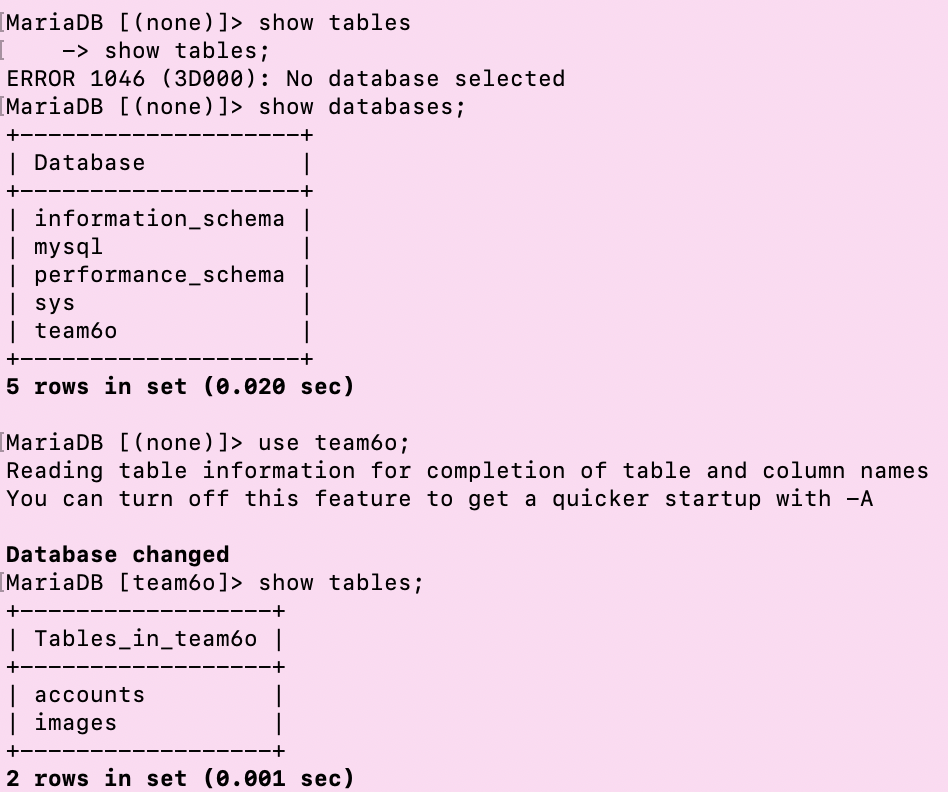 [MariaDB [(none)]> show tables
[    -> show tables;
ERROR 1046 (3D000): No database selected
[MariaDB [(none)]> show databases;
+--------------------+
| Database           |
+--------------------+
| information_schema |
| mysql              |
| performance_schema |
| sys                |
| team6o             |
+--------------------+
5 rows in set (0.020 sec)

[MariaDB [(none)]> use team6o;
Reading table information for completion of table and column names
You can turn off this feature to get a quicker startup with -A

Database changed
[MariaDB [team6o]> show tables;
+------------------+
| Tables_in_team6o |
+------------------+
| accounts         |
| images           |
+------------------+
2 rows in set (0.001 sec)